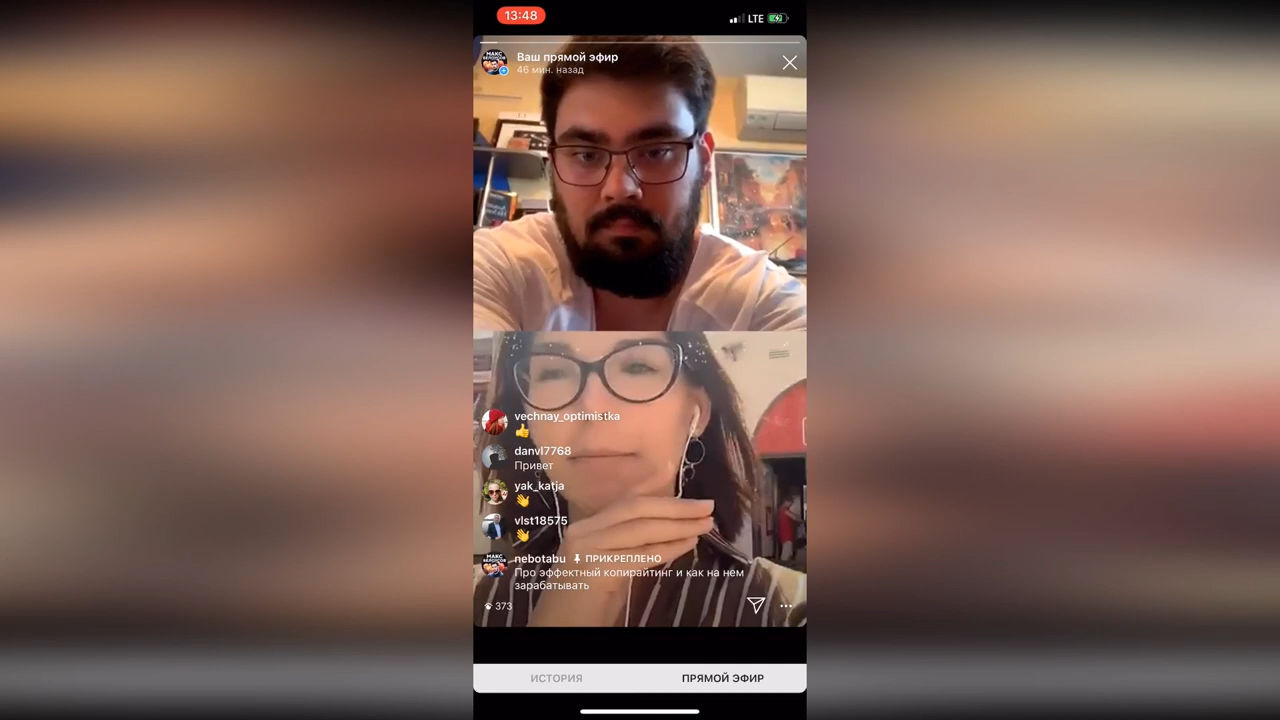 13:48
LTE
Ваш прямой эфир
46 мин. назад
vechnay_optimistka
👍
danvl7768
Привет
yak_katja
👋
vlst18575
👋
nebotabu ПРИКРЕПЛЕНО
Про эффектный копирайтинг и как на нем
зарабатывать
373
ИСТОРИЯ
ПРЯМОЙ ЭФИР